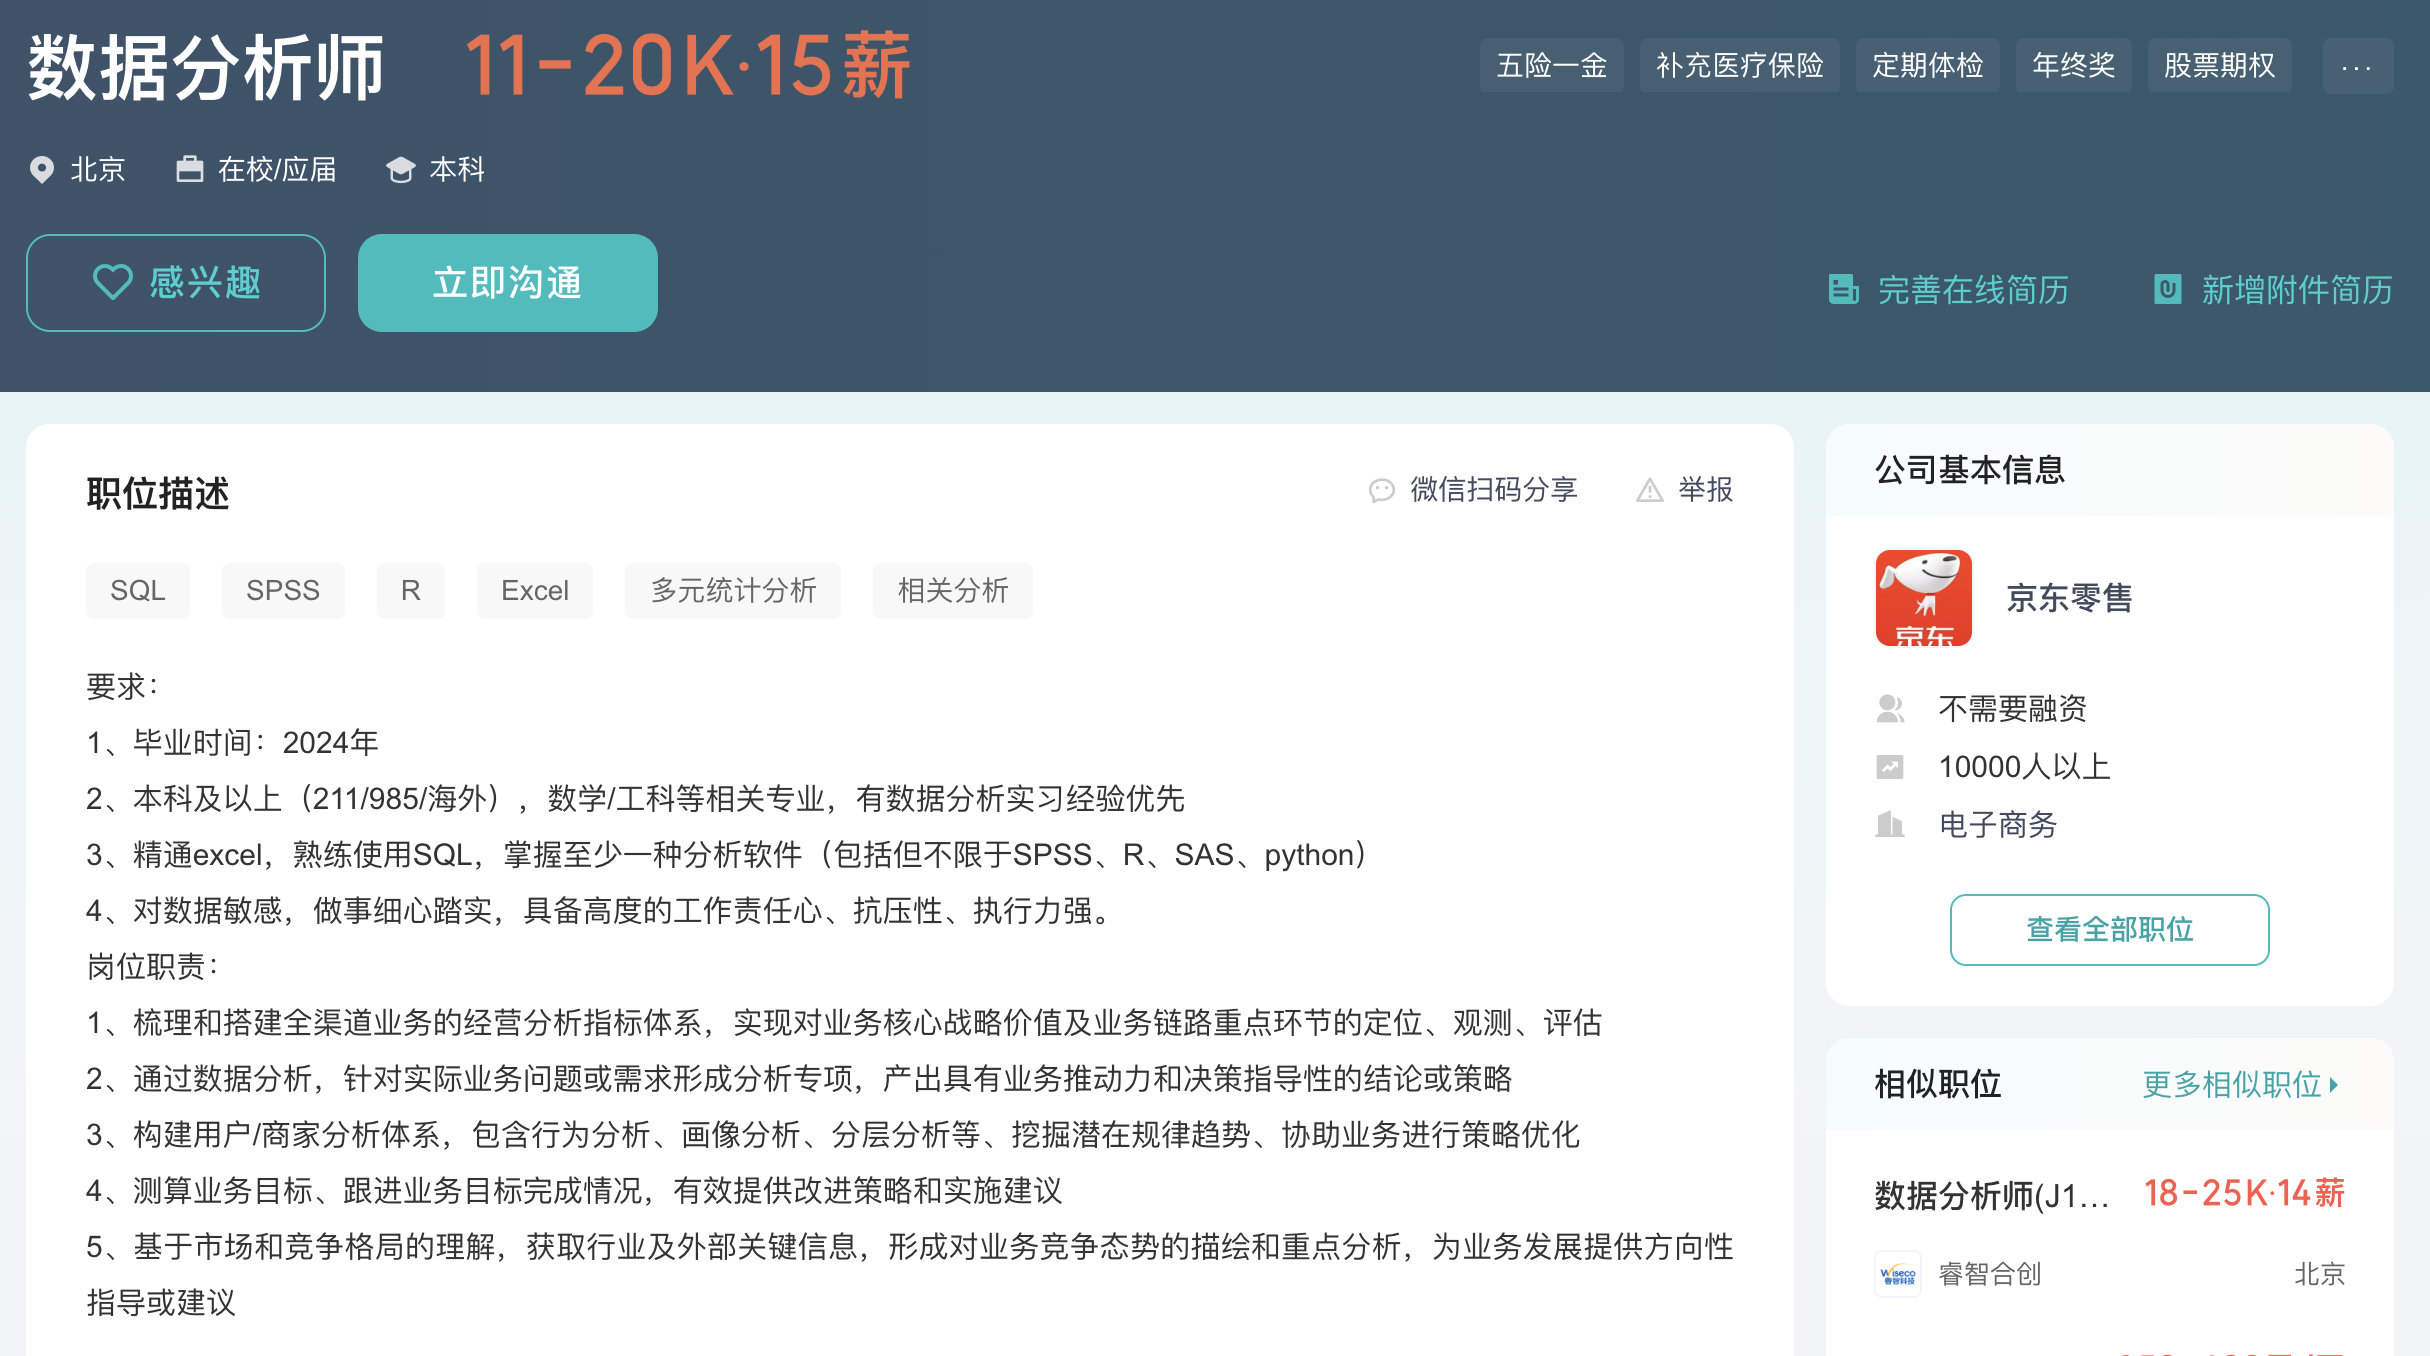 数据分析师 11-20K·15薪
五险一金 补充医疗保险 定期体检 年终奖 股票期权 ...
北京 在校/应届 本科
感兴趣 立即沟通
完善在线简历 新增附件简历
职位描述
微信扫码分享 举报
SQL SPSS R Excel 多元统计分析 相关分析
要求：
1、毕业时间：2024年
2、本科及以上（211/985/海外），数学/工科等相关专业，有数据分析实习经验优先
3、精通excel，熟练使用SQL，掌握至少一种分析软件（包括但不限于SPSS、R、SAS、python）
4、对数据敏感，做事细心踏实，具备高度的工作责任心、抗压性、执行力强。
岗位职责：
1、梳理和搭建全渠道业务的经营分析指标体系，实现对业务核心战略价值及业务链路重点环节的定位、观测、评估
2、通过数据分析，针对实际业务问题或需求形成分析专项，产出具有业务推动力和决策指导性的结论或策略
3、构建用户/商家分析体系，包含行为分析、画像分析、分层分析等、挖掘潜在规律趋势、协助业务进行策略优化
4、测算业务目标、跟进业务目标完成情况，有效提供改进策略和实施建议
5、基于市场和竞争格局的理解，获取行业及外部关键信息，形成对业务竞争态势的描绘和重点分析，为业务发展提供方向性
指导或建议
公司基本信息
京东
京东零售
不需要融资
10000人以上
电子商务
查看全部职位
相似职位 更多相似职位
数据分析师(J1... 18-25K·14薪
Wiseco
睿智科技
睿智合创 北京